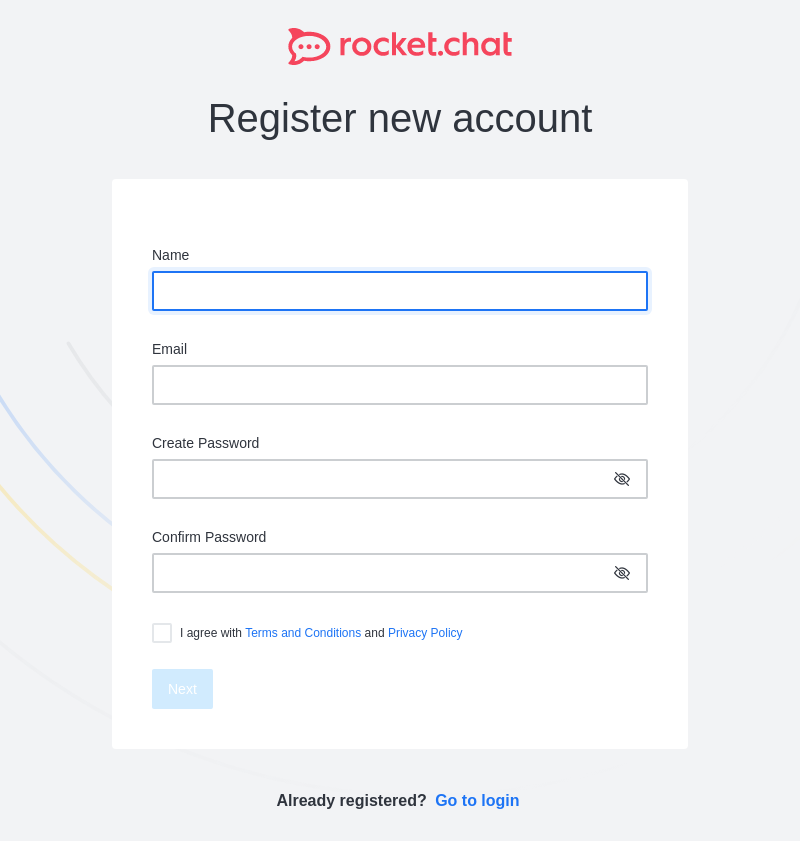 rocket.chat
Register new account
Name
Email
Create Password
Confirm Password
I agree with Terms and Conditions and Privacy Policy
Next
Already registered? Go to login